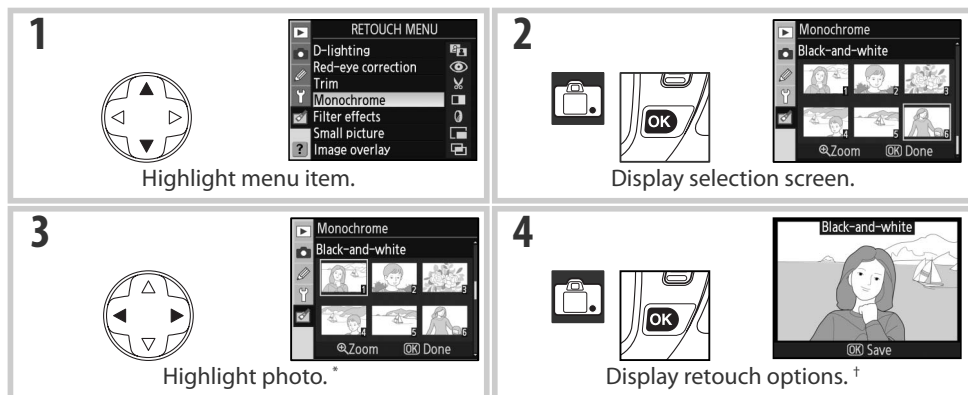 1
RETOUCH MENU
D-lighting
Red-eye correction
Trim
Monochrome
Filter effects
Small picture
Image overlay
?
Highlight menu item.
2
OK
Monochrome
Black-and-white
1 2 3
4 5 6
Zoom OK Done
Display selection screen.
3
Monochrome
Black-and-white
1 2 3
4 5 6
Zoom OK Done
Highlight photo. *
4
OK
Black-and-white
OK Save
Display retouch options. †